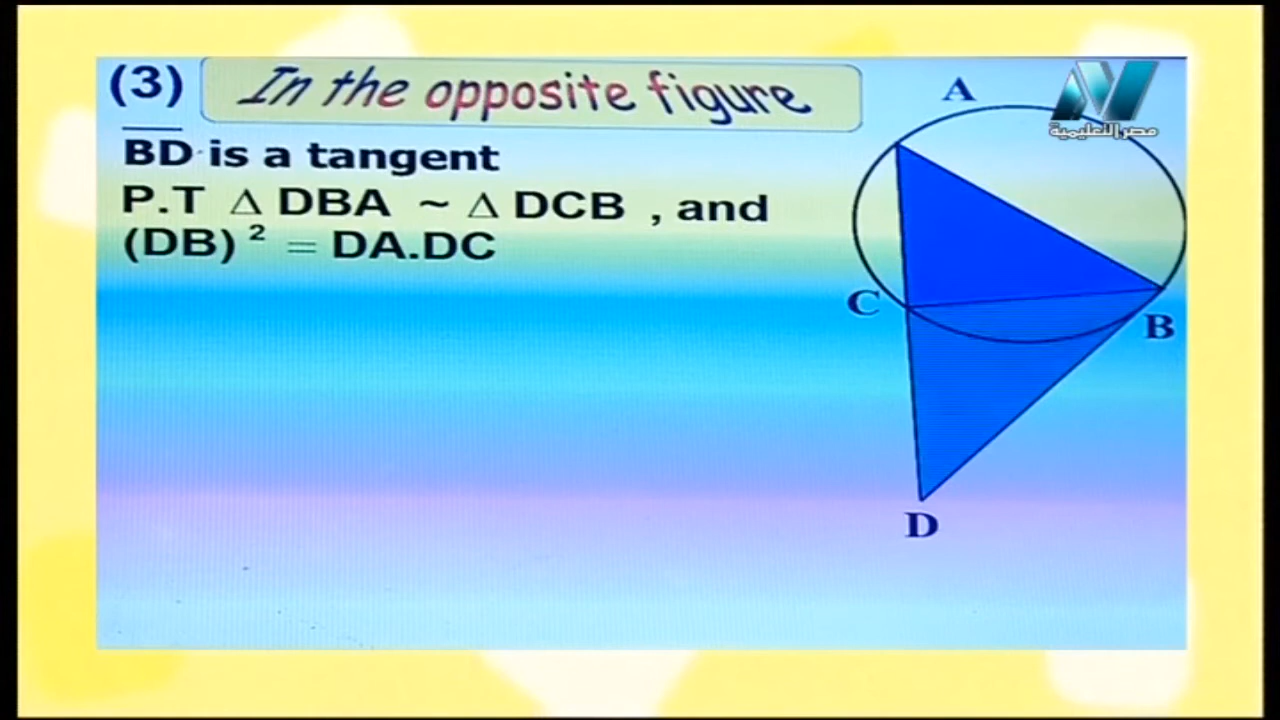 (3) In the opposite figure
BD is a tangent
P.T Δ DBA ~ Δ DCB , and
(DB)² = DA.DC
A
مصر التعليمية
C
B
D